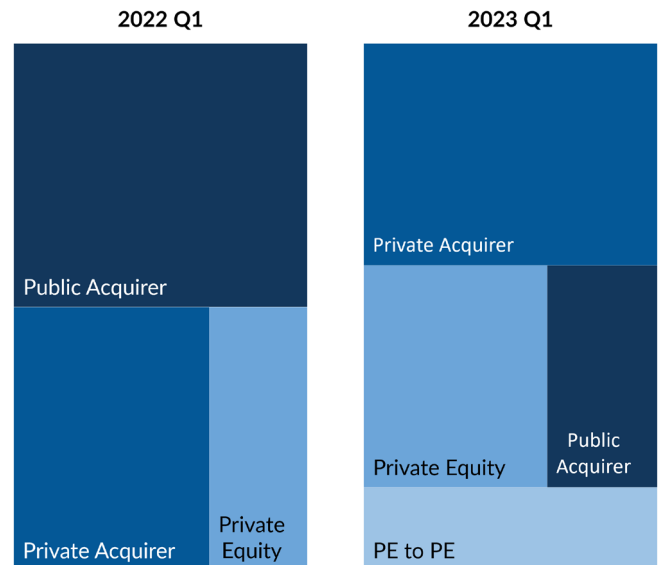 2022 Q1
Public Acquirer
Private Acquirer
Private
Equity
2023 Q1
Private Acquirer
Private Equity
Public
Acquirer
PE to PE